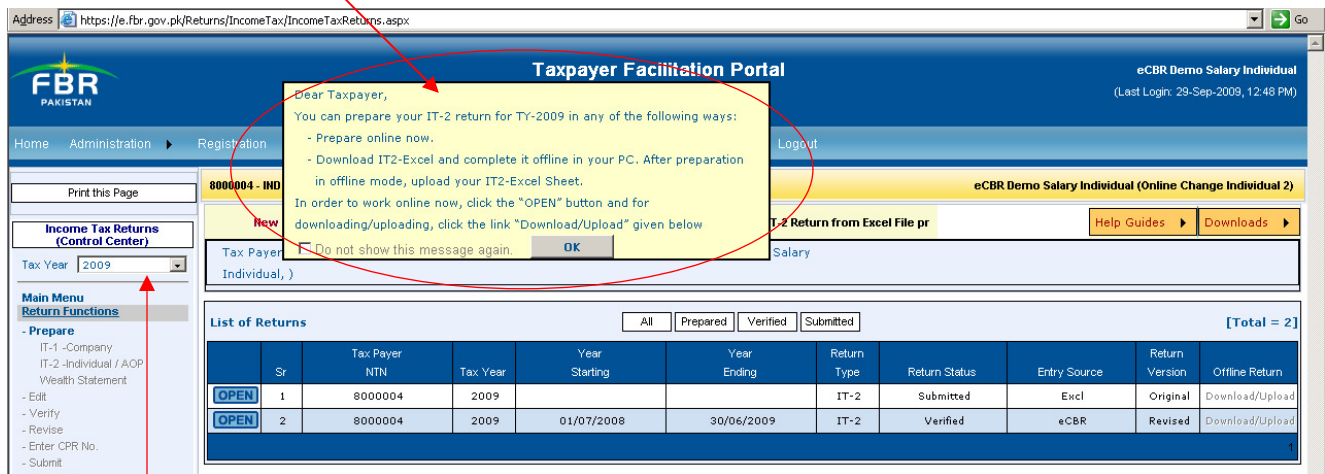 Address https://e.fbr.gov.pk/Returns/IncomeTax/IncomeTaxReturns.aspx Go
FBR
PAKISTAN
Taxpayer Facilitation Portal
eCBR Demo Salary Individual
(Last Login: 29-Sep-2009, 12:48 PM)
Home Administration Registration Logout
Dear Taxpayer,
You can prepare your IT-2 return for TY-2009 in any of the following ways:
- Prepare online now.
- Download IT2-Excel and complete it offline in your PC. After preparation
in offline mode, upload your IT2-Excel Sheet.
In order to work online now, click the "OPEN" button and for
downloading/uploading, click the link "Download/Upload" given below
Do not show this message again. OK
Print this Page
8000004 - IND
eCBR Demo Salary Individual (Online Change Individual 2)
New
T-2 Return from Excel File pr
Help Guides Downloads
Income Tax Returns
(Control Center)
Tax Year 2009
Tax Payer Salary
Individual, )
Main Menu
Return Functions
- Prepare
IT-1 -Company
IT-2 -Individual / AOP
Wealth Statement
- Edit
- Verify
- Revise
- Enter CPR No.
- Submit
List of Returns All Prepared Verified Submitted [Total = 2]
Sr Tax Payer NTN Tax Year Year Starting Year Ending Return Type Return Status Entry Source Return Version Offline Return
OPEN 1 8000004 2009 IT-2 Submitted Excl Original Download/Upload
OPEN 2 8000004 2009 01/07/2008 30/06/2009 IT-2 Verified eCBR Revised Download/Upload
1